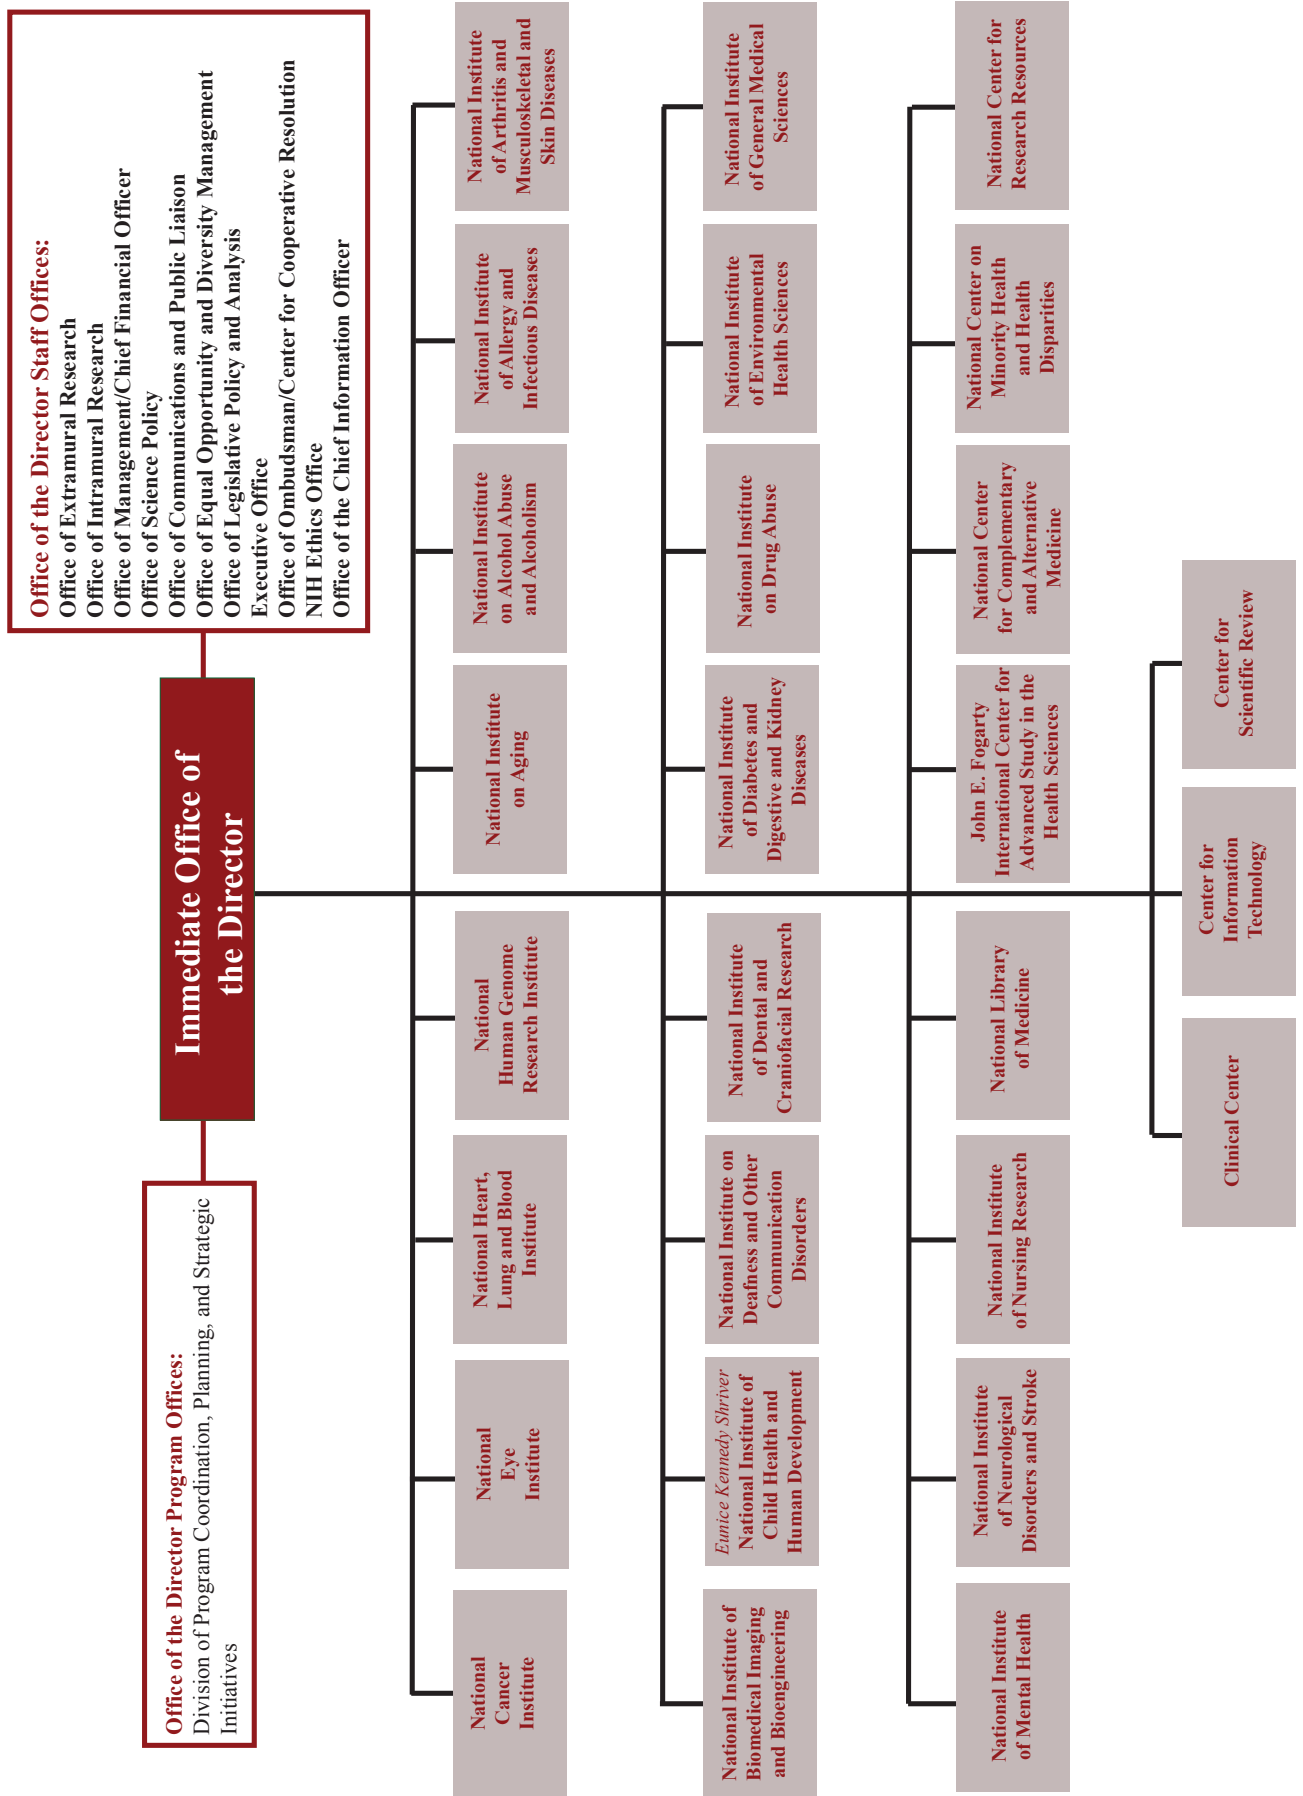 Immediate Office of
the Director
Office of the Director Program Offices:
Division of Program Coordination, Planning, and Strategic
Initiatives
Office of the Director Staff Offices:
Office of Extramural Research
Office of Intramural Research
Office of Management/Chief Financial Officer
Office of Science Policy
Office of Communications and Public Liaison
Office of Equal Opportunity and Diversity Management
Office of Legislative Policy and Analysis
Executive Office
Office of Ombudsman/Center for Cooperative Resolution
NIH Ethics Office
Office of the Chief Information Officer
National
Cancer
Institute
National
Eye
Institute
National Heart,
Lung and Blood
Institute
National
Human Genome
Research Institute
National Institute
on Aging
National Institute
on Alcohol Abuse
and Alcoholism
National Institute
of Allergy and
Infectious Diseases
National Institute
of Arthritis and
Musculoskeletal and
Skin Diseases
National Institute of
Biomedical Imaging
and Bioengineering
Eunice Kennedy Shriver
National Institute of
Child Health and
Human Development
National Institute on
Deafness and Other
Communication
Disorders
National Institute
of Dental and
Craniofacial Research
National Institute
of Diabetes and
Digestive and Kidney
Diseases
National Institute
on Drug Abuse
National Institute
of Environmental
Health Sciences
National Institute
of General Medical
Sciences
National Institute
of Mental Health
National Institute
of Neurological
Disorders and Stroke
National Institute
of Nursing Research
National Library
of Medicine
John E. Fogarty
International Center for
Advanced Study in the
Health Sciences
National Center
for Complementary
and Alternative
Medicine
National Center on
Minority Health
and Health
Disparities
National Center for
Research Resources
Clinical Center
Center for
Information
Technology
Center for
Scientific Review